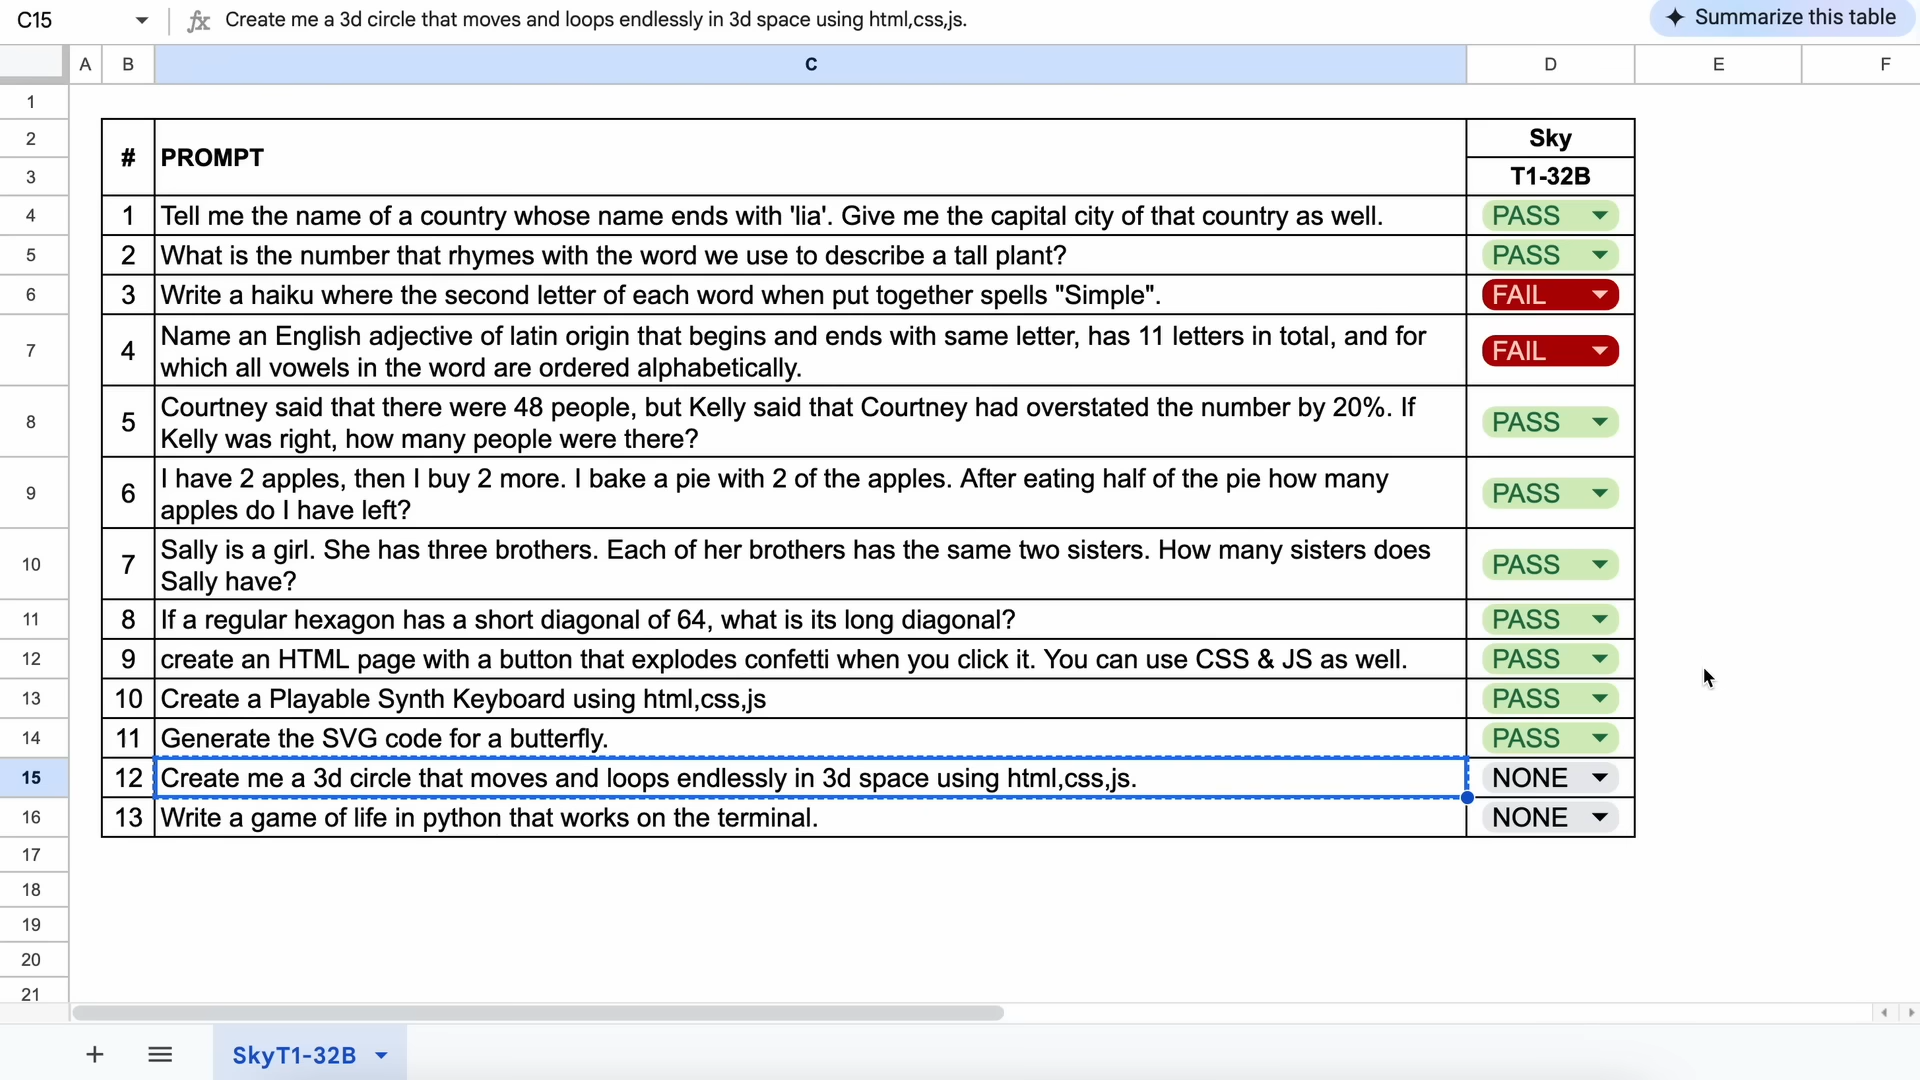 C15
fx Create me a 3d circle that moves and loops endlessly in 3d space using html,css,js.
Summarize this table
A B C D E F
1
2 # PROMPT Sky
3 T1-32B
4 1 Tell me the name of a country whose name ends with 'lia'. Give me the capital city of that country as well. PASS
5 2 What is the number that rhymes with the word we use to describe a tall plant? PASS
6 3 Write a haiku where the second letter of each word when put together spells "Simple". FAIL
7 4 Name an English adjective of latin origin that begins and ends with same letter, has 11 letters in total, and for
which all vowels in the word are ordered alphabetically. FAIL
8 5 Courtney said that there were 48 people, but Kelly said that Courtney had overstated the number by 20%. If
Kelly was right, how many people were there? PASS
9 6 I have 2 apples, then I buy 2 more. I bake a pie with 2 of the apples. After eating half of the pie how many
apples do I have left? PASS
10 7 Sally is a girl. She has three brothers. Each of her brothers has the same two sisters. How many sisters does
Sally have? PASS
11 8 If a regular hexagon has a short diagonal of 64, what is its long diagonal? PASS
12 9 create an HTML page with a button that explodes confetti when you click it. You can use CSS & JS as well. PASS
13 10 Create a Playable Synth Keyboard using html,css,js PASS
14 11 Generate the SVG code for a butterfly. PASS
15 12 Create me a 3d circle that moves and loops endlessly in 3d space using html,css,js. NONE
16 13 Write a game of life in python that works on the terminal. NONE
17
18
19
20
21
SkyT1-32B